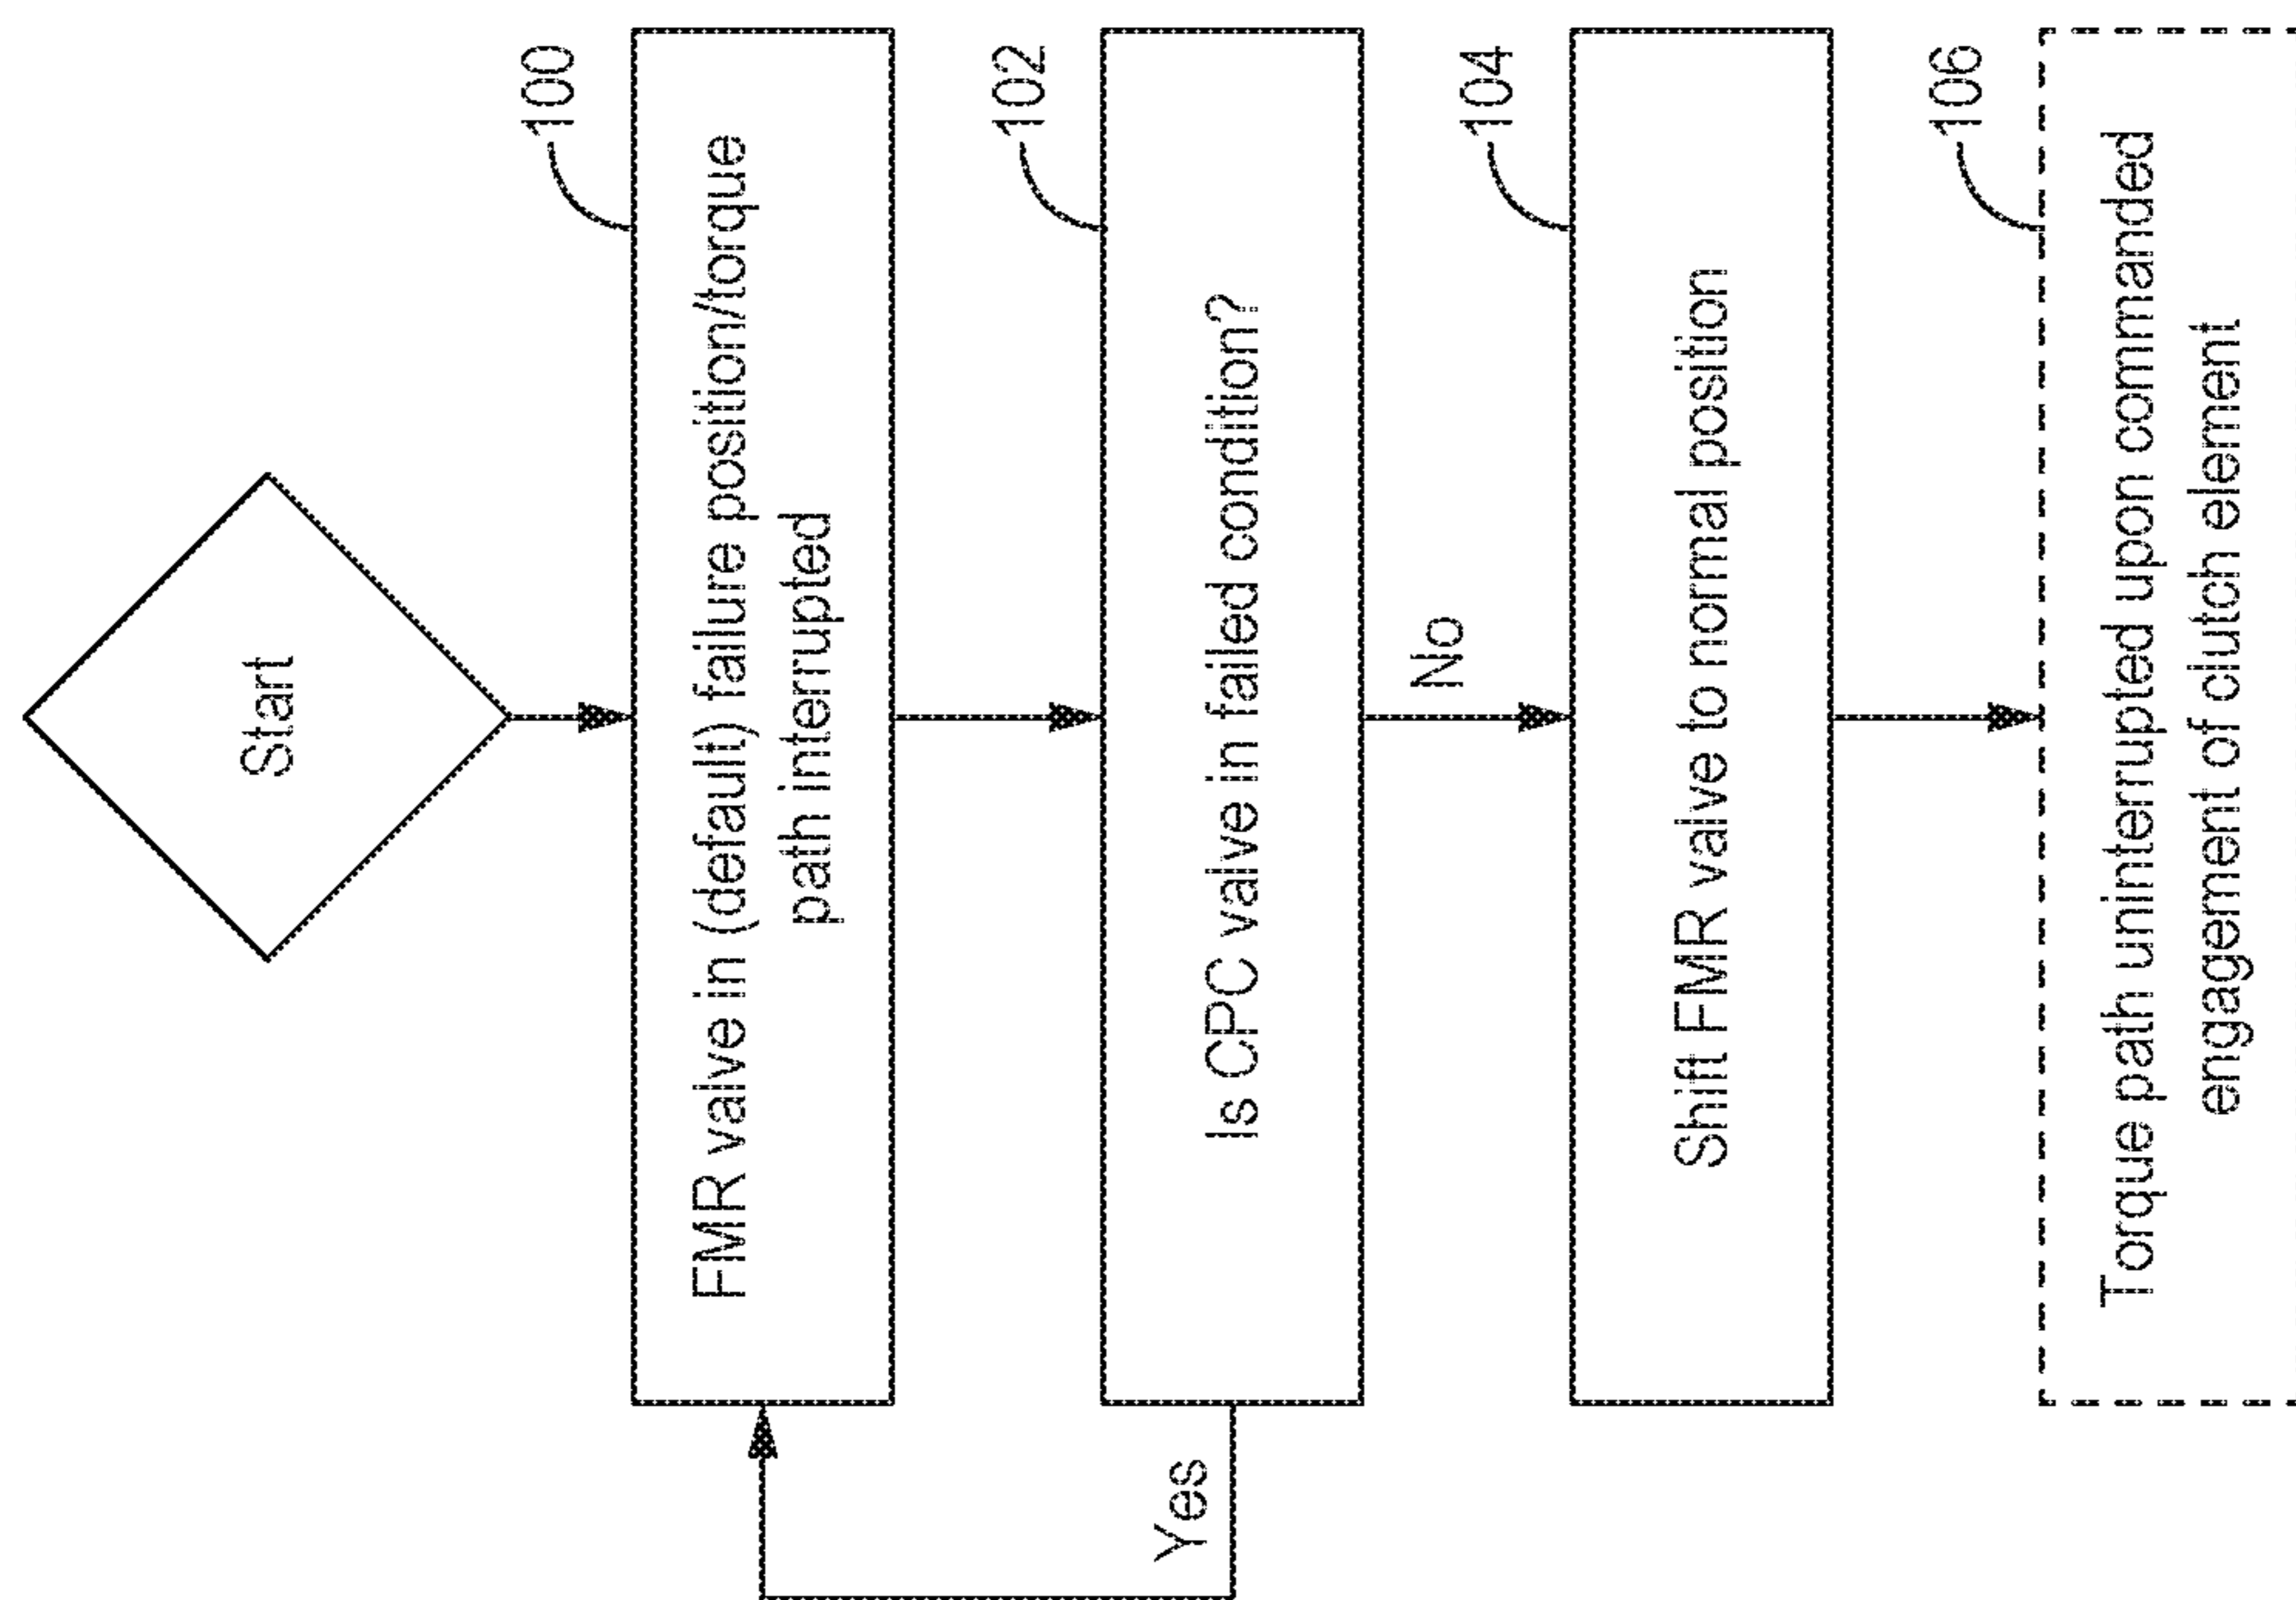 Start
100
FMR valve in (default) failure position/torque
path interrupted
102
Is CPC valve in failed condition?
Yes
No
104
Shift FMR valve to normal position
106
Torque path uninterrupted upon commanded
engagement of clutch element